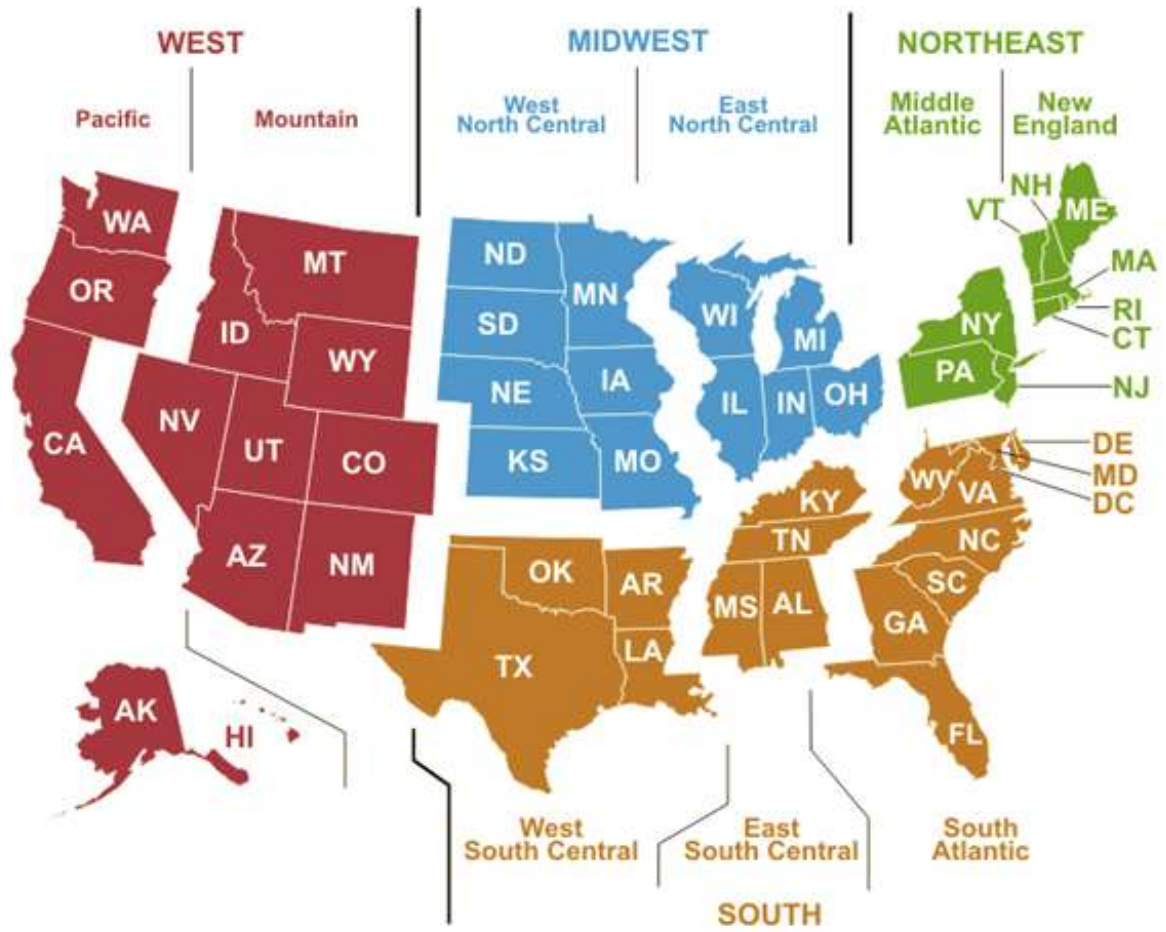 WEST
MIDWEST
NORTHEAST
Pacific
Mountain
West
North Central
East
North Central
Middle
Atlantic
New
England
WA
OR
CA
MT
ID
WY
NV
UT
CO
AZ
NM
AK
HI
ND
SD
NE
KS
MN
IA
MO
WI
MI
IL
IN
OH
NH
VT
ME
MA
RI
CT
NY
PA
NJ
DE
MD
DC
WV
VA
NC
SC
GA
FL
KY
TN
MS
AL
OK
AR
TX
LA
West
South Central
East
South Central
South
Atlantic
SOUTH